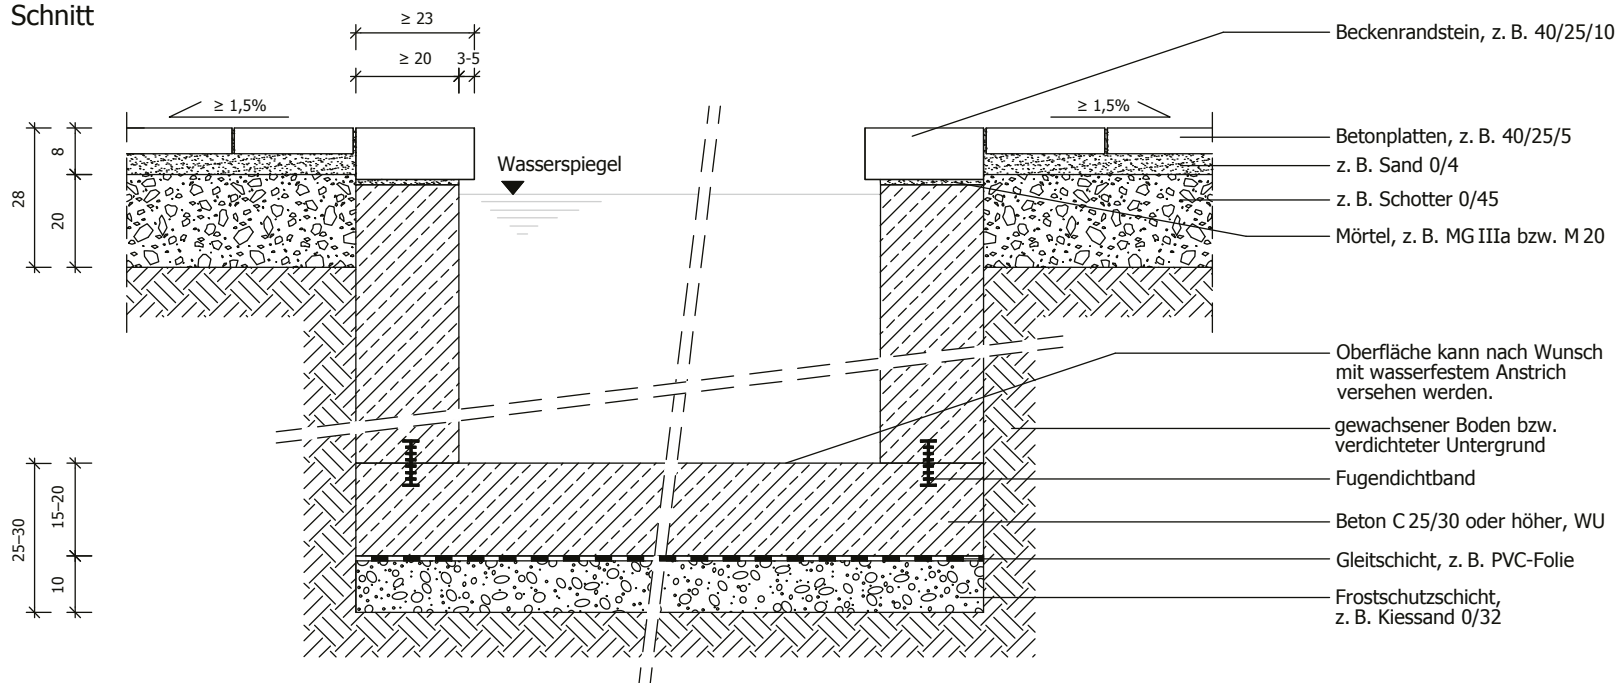 Schnitt
≥ 23
≥ 20
3-5
≥ 1,5%
≥ 1,5%
8
28
20
Wasserspiegel
15–20
25–30
10
Beckenrandstein, z. B. 40/25/10
Betonplatten, z. B. 40/25/5
z. B. Sand 0/4
z. B. Schotter 0/45
Mörtel, z. B. MG IIIa bzw. M 20
Oberfläche kann nach Wunsch
mit wasserfestem Anstrich
versehen werden.
gewachsener Boden bzw.
verdichteter Untergrund
Fugendichtband
Beton C 25/30 oder höher, WU
Gleitschicht, z. B. PVC-Folie
Frostschutzschicht,
z. B. Kiessand 0/32